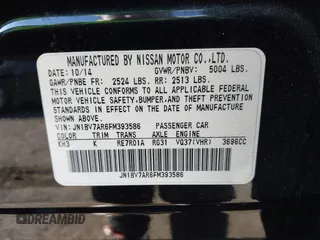 MANUFACTURED BY NISSAN MOTOR CO.,LTD.
DATE: 10/14 GVWR/PNBV: 5004 LBS.
GAWR/PNBE FR: 2524 LBS. RR: 2513 LBS.
THIS VEHICLE CONFORMS TO ALL APPLICABLE FEDERAL
MOTOR VEHICLE SAFETY, BUMPER, AND THEFT
PREVENTION STANDARDS IN EFFECT ON THE DATE OF
MANUFACTURE SHOWN ABOVE.
VIN: JN1BV7AR6FM393586 PASSENGER CAR
COLOR TRIM TRANS AXLE ENGINE
KH3 K RE7R01A RG31 VQ37(VHR) 3696CC
JN1BV7AR6FM393586
DREAMBID